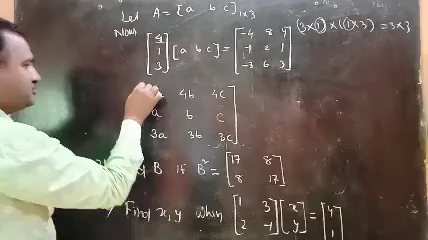 Let A = [a b c]1×3
Now [4 1 3] [a b c] = [-4 8 4
-1 2 1
-3 6 3] (3×1) × (1×3) = 3×3
4b 4c
a b c
3a 3b 3c]
B if B² = [17 8
8 17]
Find x, y when [1 3
2 -1] [x y] = [4 1]